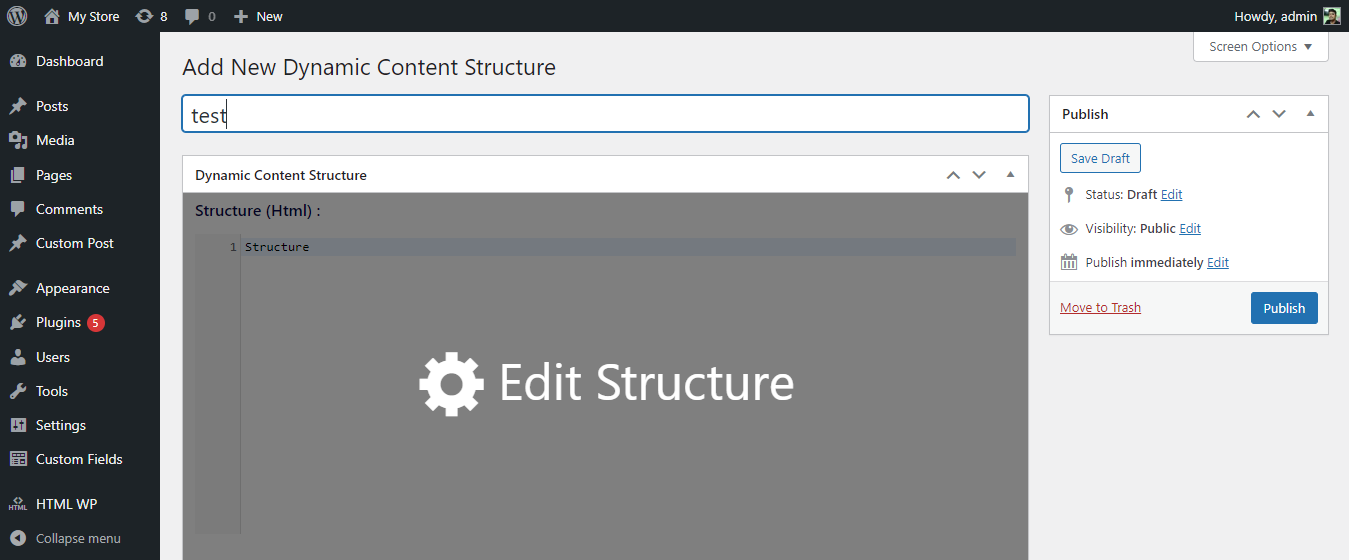 My Store 8 0 New Howdy, admin
Screen Options
Dashboard
Posts
Media
Pages
Comments
Custom Post
Appearance
Plugins 5
Users
Tools
Settings
Custom Fields
HTML HTML WP
Collapse menu
Add New Dynamic Content Structure
test
Dynamic Content Structure
Structure (Html) :
1 Structure
Edit Structure
Publish
Save Draft
Status: Draft Edit
Visibility: Public Edit
Publish immediately Edit
Move to Trash Publish